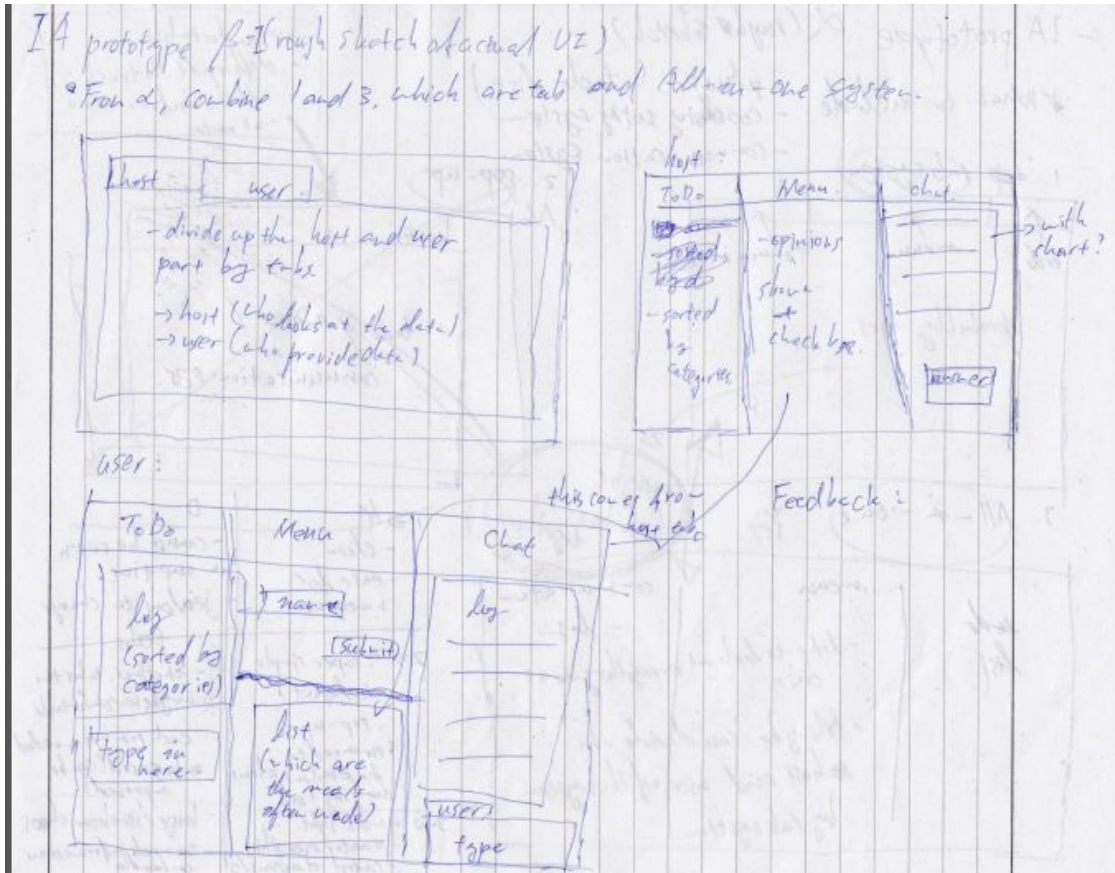 IA prototype β-I (rough sketch of actual UI)
• From α, combine 1 and 3, which are tab and All-in-one system.
host
user
- divide up the host and user
part by tabs.
→ host (who looks at the data)
→ user (who provide data)
host:
ToDo
Menu
chat
- sorted
by
categories
- opinions
shown
+
check box
→ with
chart?
user:
ToDo
Menu
Chat
log
(sorted by
categories)
type in
here
name
(submit)
list
(which are
the meals
often made)
log
users
type
this comes from
host tab
Feedback: